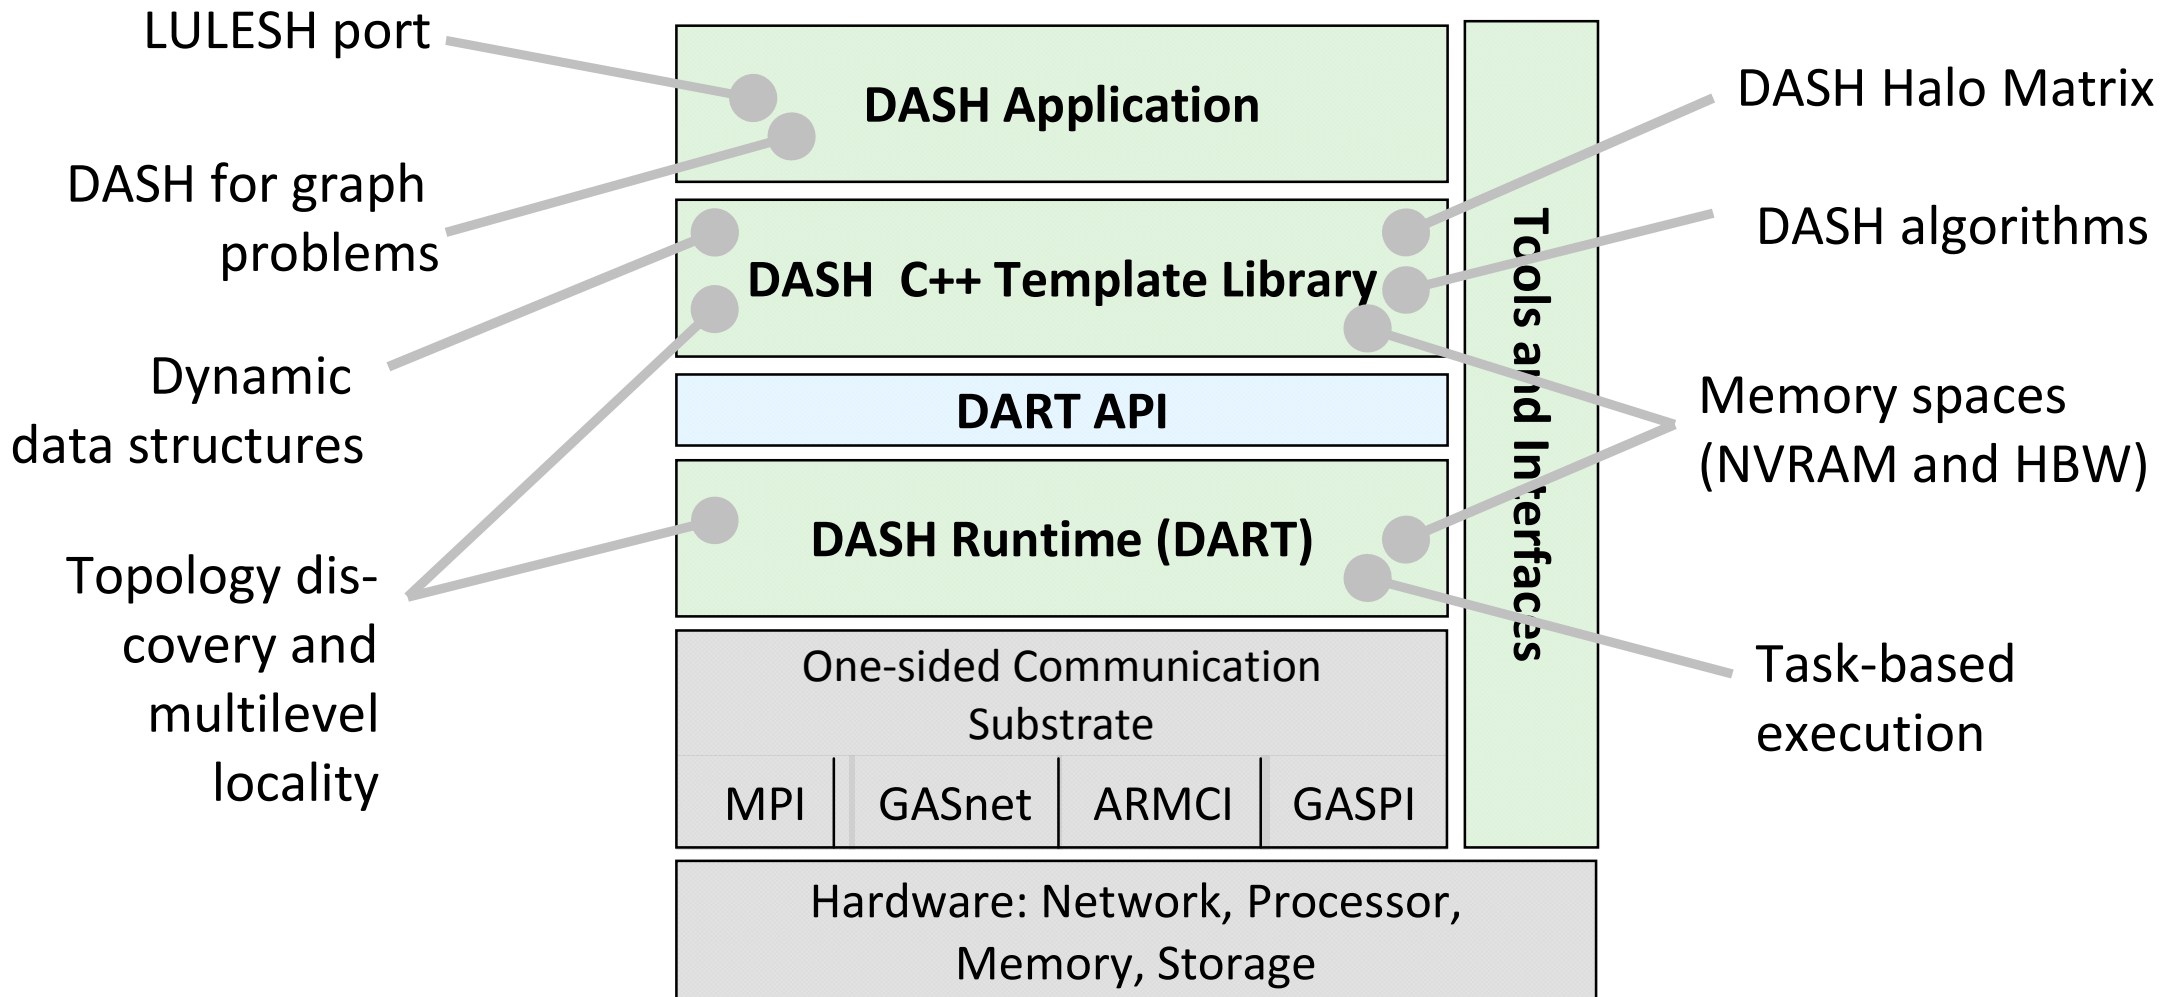 LULESH port
DASH for graph
problems
Dynamic
data structures
Topology dis-
covery and
multilevel
locality
DASH Application
DASH C++ Template Library
DART API
DASH Runtime (DART)
One-sided Communication
Substrate
MPI
GASnet
ARMCI
GASPI
Hardware: Network, Processor,
Memory, Storage
Tools and Interfaces
DASH Halo Matrix
DASH algorithms
Memory spaces
(NVRAM and HBW)
Task-based
execution